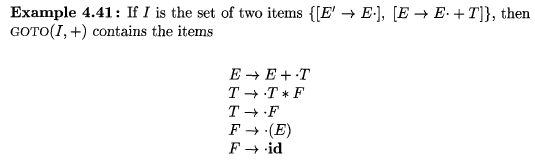 Example 4.41: If I is the set of two items {[E′ → E·], [E → E· + T]}, then
GOTO(I, +) contains the items
E → E + ·T
T → ·T * F
T → ·F
F → ·(E)
F → ·id